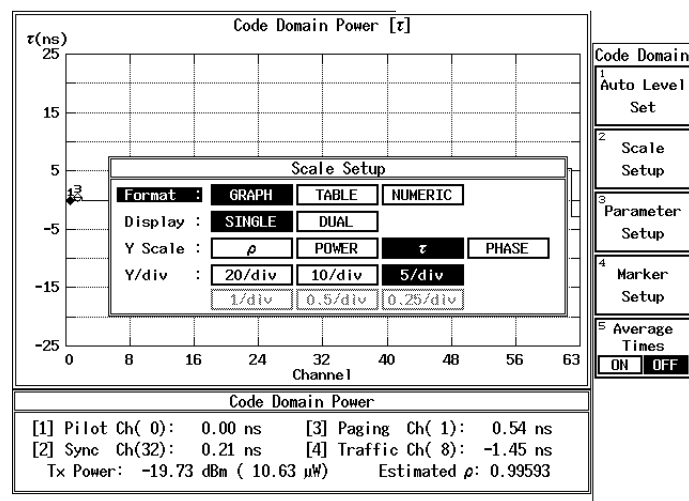 Code Domain Power [τ]
τ(ns)
25
15
5
-5
-15
-25
0 8 16 24 32 40 48 56 63
Channel
Scale Setup
Format : GRAPH TABLE NUMERIC
Display : SINGLE DUAL
Y Scale : ρ POWER τ PHASE
Y/div : 20/div 10/div 5/div
1/div 0.5/div 0.25/div
Code Domain Power
[1] Pilot Ch( 0): 0.00 ns [3] Paging Ch( 1): 0.54 ns
[2] Sync Ch(32): 0.21 ns [4] Traffic Ch( 8): -1.45 ns
Tx Power: -19.73 dBm ( 10.63 μW) Estimated ρ: 0.99593
Code Domain
1
Auto Level
Set
2
Scale
Setup
3
Parameter
Setup
4
Marker
Setup
5 Average
Times
ON OFF